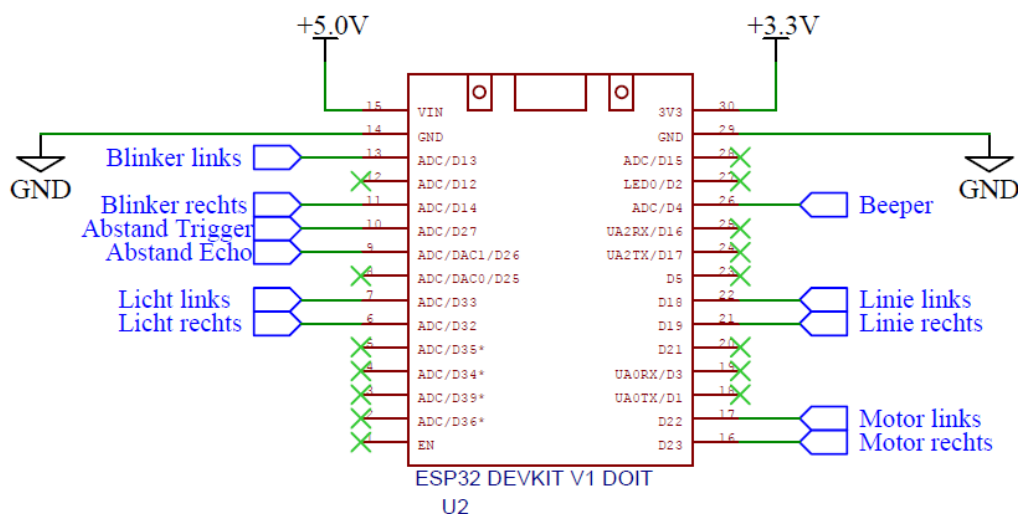 +5.0V
+3.3V
15 VIN 3V3 30
14 GND GND 29
GND
GND
Blinker links 13 ADC/D13 ADC/D15 28
12 ADC/D12 LED0/D2 27
Blinker rechts 11 ADC/D14 ADC/D4 26 Beeper
Abstand Trigger 10 ADC/D27 UA2RX/D16 25
Abstand Echo 9 ADC/DAC1/D26 UA2TX/D17 24
8 ADC/DAC0/D25 D5 23
Licht links 7 ADC/D33 D18 22 Linie links
Licht rechts 6 ADC/D32 D19 21 Linie rechts
5 ADC/D35* D21 20
4 ADC/D34* UA0RX/D3 19
3 ADC/D39* UA0TX/D1 18
2 ADC/D36* D22 17 Motor links
1 EN D23 16 Motor rechts
ESP32 DEVKIT V1 DOIT
U2